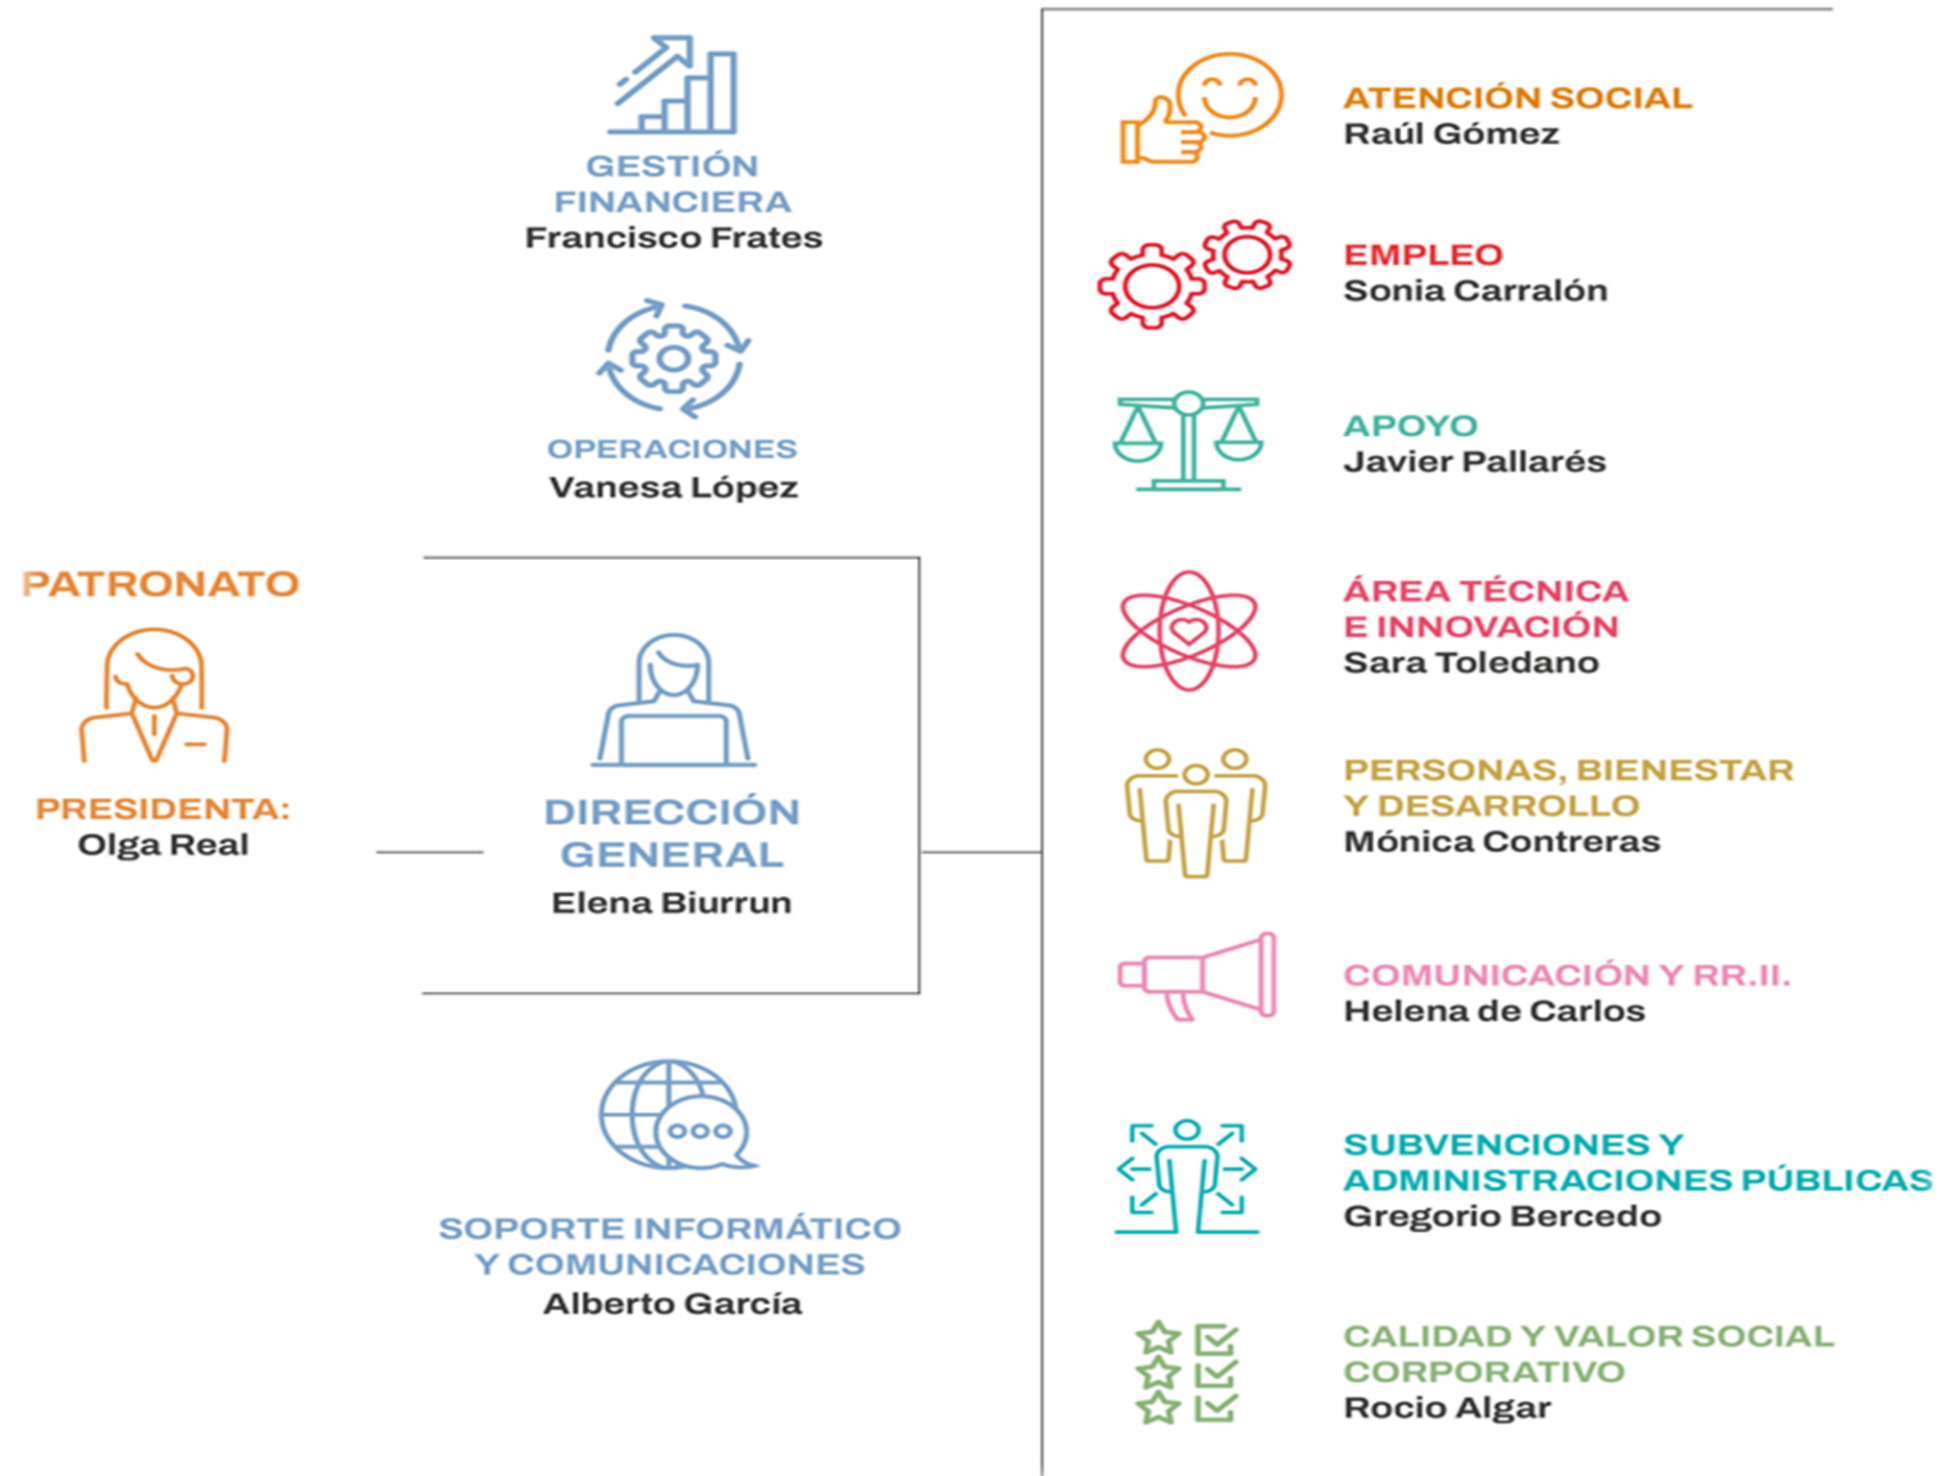 PATRONATO
PRESIDENTA:
Olga Real
GESTIÓN
FINANCIERA
Francisco Frates
OPERACIONES
Vanesa López
DIRECCIÓN
GENERAL
Elena Biurrun
SOPORTE INFORMÁTICO
Y COMUNICACIONES
Alberto García
ATENCIÓN SOCIAL
Raúl Gómez
EMPLEO
Sonia Carralón
APOYO
Javier Pallarés
ÁREA TÉCNICA
E INNOVACIÓN
Sara Toledano
PERSONAS, BIENESTAR
Y DESARROLLO
Mónica Contreras
COMUNICACIÓN Y RR.II.
Helena de Carlos
SUBVENCIONES Y
ADMINISTRACIONES PÚBLICAS
Gregorio Bercedo
CALIDAD Y VALOR SOCIAL
CORPORATIVO
Rocio Algar